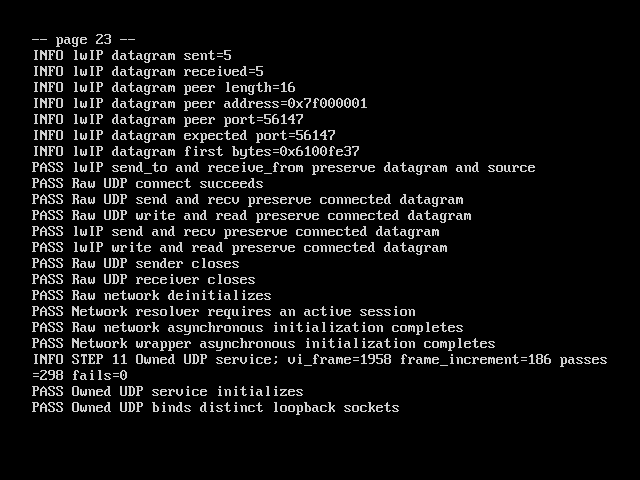 -- page 23 --
INFO lwIP datagram sent=5
INFO lwIP datagram received=5
INFO lwIP datagram peer length=16
INFO lwIP datagram peer address=0x7f000001
INFO lwIP datagram peer port=56147
INFO lwIP datagram expected port=56147
INFO lwIP datagram first bytes=0x6100fe37
PASS lwIP send_to and receive_from preserve datagram and source
PASS Raw UDP connect succeeds
PASS Raw UDP send and recv preserve connected datagram
PASS Raw UDP write and read preserve connected datagram
PASS lwIP send and recv preserve connected datagram
PASS lwIP write and read preserve connected datagram
PASS Raw UDP sender closes
PASS Raw UDP receiver closes
PASS Raw network deinitializes
PASS Network resolver requires an active session
PASS Raw network asynchronous initialization completes
PASS Network wrapper asynchronous initialization completes
INFO STEP 11 Owned UDP service; vi_frame=1958 frame_increment=186 passes
=298 fails=0
PASS Owned UDP service initializes
PASS Owned UDP binds distinct loopback sockets